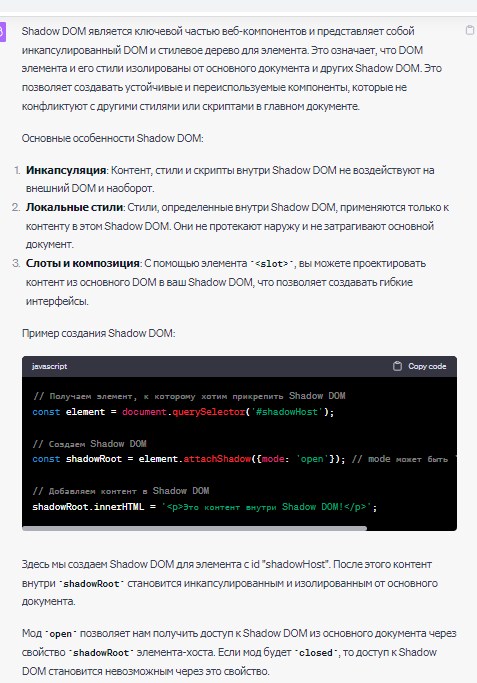 Shadow DOM является ключевой частью веб-компонентов и представляет собой
инкапсулированный DOM и стилевое дерево для элемента. Это означает, что DOM
элемента и его стили изолированы от основного документа и других Shadow DOM. Это
позволяет создавать устойчивые и переиспользуемые компоненты, которые не
конфликтуют с другими стилями или скриптами в главном документе.
Основные особенности Shadow DOM:
1. Инкапсуляция: Контент, стили и скрипты внутри Shadow DOM не воздействуют на
внешний DOM и наоборот.
2. Локальные стили: Стили, определенные внутри Shadow DOM, применяются только к
контенту в этом Shadow DOM. Они не протекают наружу и не затрагивают основной
документ.
3. Слоты и композиция: С помощью элемента `<slot>`, вы можете проектировать
контент из основного DOM в ваш Shadow DOM, что позволяет создавать гибкие
интерфейсы.
Пример создания Shadow DOM:
javascript Copy code
// Получаем элемент, к которому хотим прикрепить Shadow DOM
const element = document.querySelector('#shadowHost');
// Создаем Shadow DOM
const shadowRoot = element.attachShadow({mode: 'open'}); // mode может быть '
// Добавляем контент в Shadow DOM
shadowRoot.innerHTML = '<p>Это контент внутри Shadow DOM!</p>';
Здесь мы создаем Shadow DOM для элемента с id "shadowHost". После этого контент
внутри `shadowRoot` становится инкапсулированным и изолированным от основного
документа.
Мод `open` позволяет нам получить доступ к Shadow DOM из основного документа через
свойство `shadowRoot` элемента-хоста. Если мод будет `closed`, то доступ к Shadow
DOM становится невозможным через это свойство.